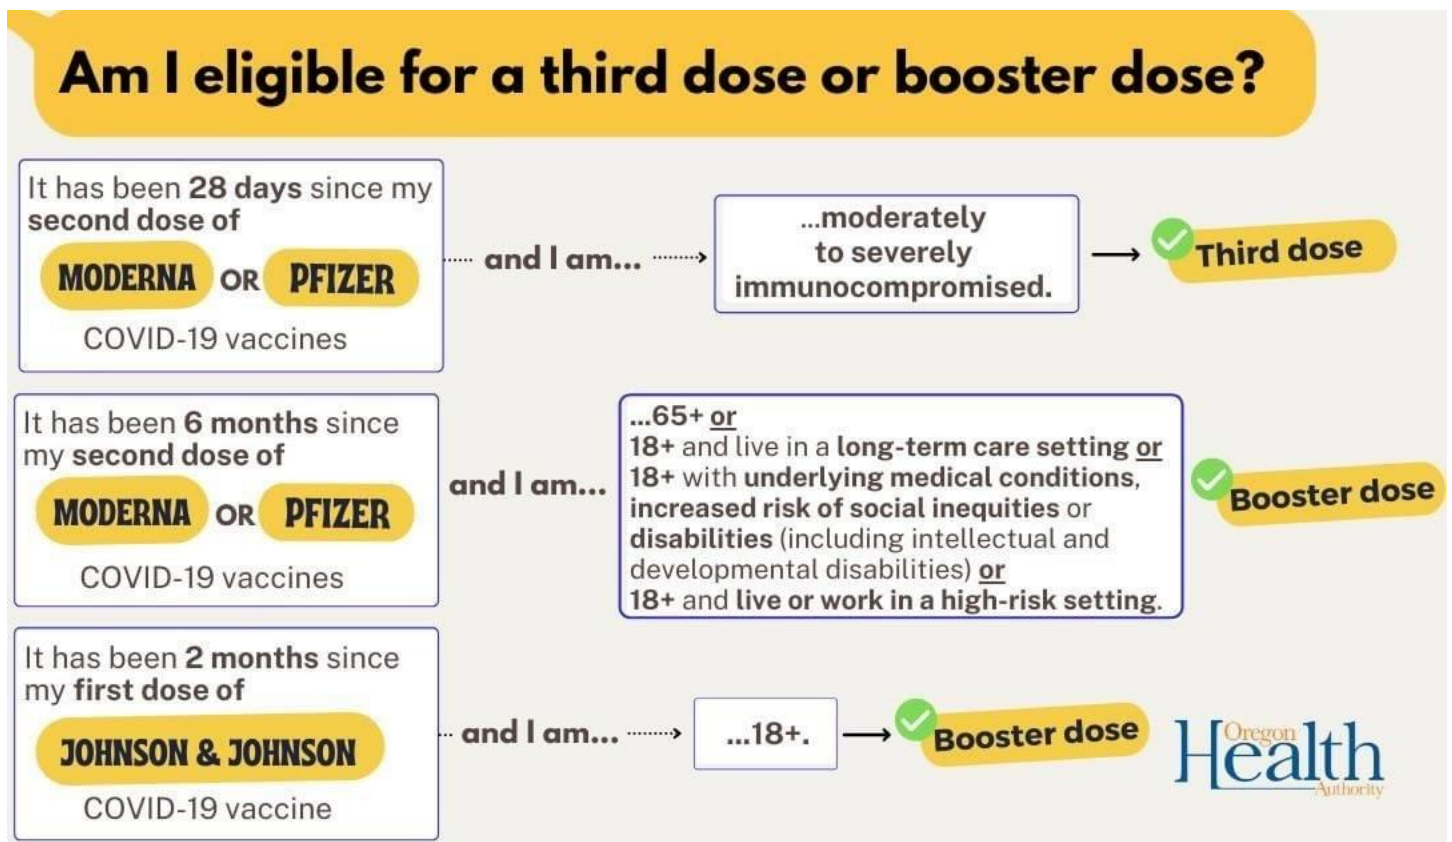 Am I eligible for a third dose or booster dose?
It has been 28 days since my
second dose of
MODERNA OR PFIZER
COVID-19 vaccines
and I am...
...moderately
to severely
immunocompromised.
Third dose
It has been 6 months since
my second dose of
MODERNA OR PFIZER
COVID-19 vaccines
and I am...
...65+ or
18+ and live in a long-term care setting or
18+ with underlying medical conditions,
increased risk of social inequities or
disabilities (including intellectual and
developmental disabilities) or
18+ and live or work in a high-risk setting.
Booster dose
It has been 2 months since
my first dose of
JOHNSON & JOHNSON
COVID-19 vaccine
and I am...
...18+.
Booster dose
Oregon
Health
Authority